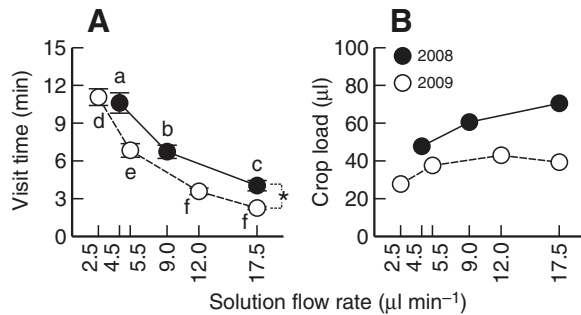 A
Visit time (min)
15
12
9
6
3
0
a
b
c
d
e
f
f
*
2.5
4.5
5.5
9.0
12.0
17.5
B
Crop load (µl)
100
80
60
40
20
0
2008
2009
2.5
4.5
5.5
9.0
12.0
17.5
Solution flow rate (µl min⁻¹)